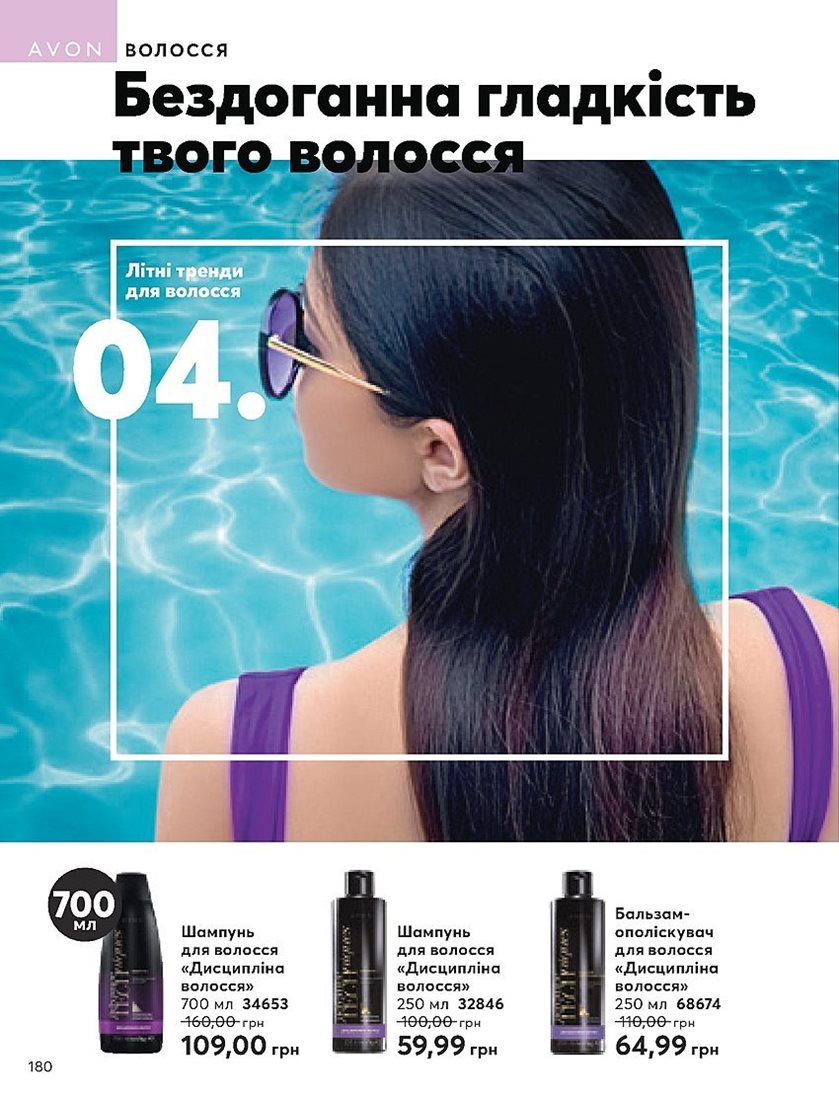 AVON ВОЛОССЯ
Бездоганна гладкість
твого волосся
Літні тренди
для волосся
04.
700
МЛ
Шампунь
для волосся
«Дисципліна
волосся»
700 мл 34653
160,00 грн
109,00 грн
Шампунь
для волосся
«Дисципліна
волосся»
250 мл 32846
100,00 грн
59,99 грн
Бальзам-
ополіскувач
для волосся
«Дисципліна
волосся»
250 мл 68674
110,00 грн
64,99 грн
180